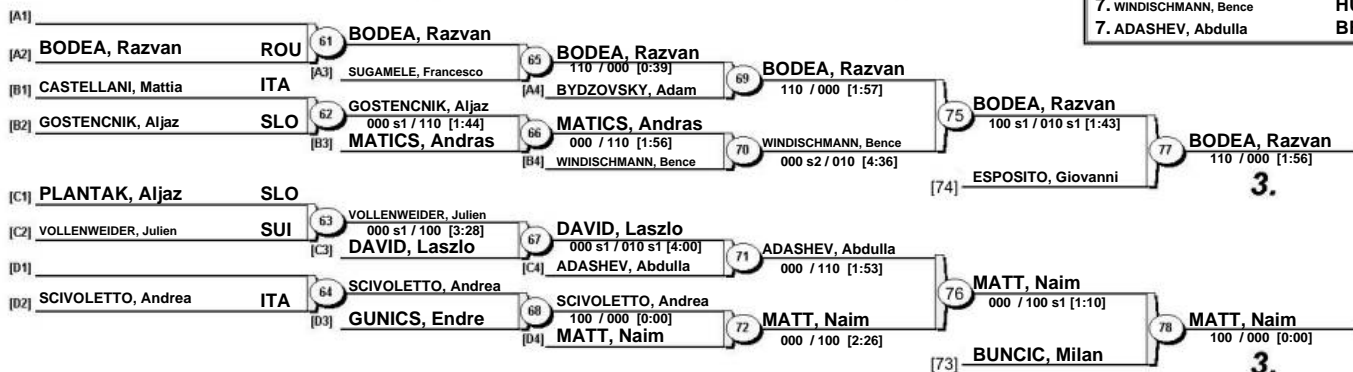 7. WINDISCHMANN, Bence
7. ADASHEV, Abdulla
[A1]
[A2] BODEA, Razvan ROU
61
BODEA, Razvan
[A3] SUGAMELE, Francesco
65
BODEA, Razvan
110 / 000 [0:39]
[A4] BYDZOVSKY, Adam
69
BODEA, Razvan
110 / 000 [1:57]
[B1] CASTELLANI, Mattia ITA
[B2] GOSTENCNIK, Aljaz SLO
62
GOSTENCNIK, Aljaz
000 s1 / 110 [1:44]
[B3] MATICS, Andras
66
MATICS, Andras
000 / 110 [1:56]
[B4] WINDISCHMANN, Bence
70
WINDISCHMANN, Bence
000 s2 / 010 [4:36]
75
BODEA, Razvan
100 s1 / 010 s1 [1:43]
[74] ESPOSITO, Giovanni
77
BODEA, Razvan
110 / 000 [1:56]
3.
[C1] PLANTAK, Aljaz SLO
[C2] VOLLENWEIDER, Julien SUI
63
VOLLENWEIDER, Julien
000 s1 / 100 [3:28]
[C3] DAVID, Laszlo
67
DAVID, Laszlo
000 s1 / 010 s1 [4:00]
[C4] ADASHEV, Abdulla
71
ADASHEV, Abdulla
000 / 110 [1:53]
[D1]
[D2] SCIVOLETTO, Andrea ITA
64
SCIVOLETTO, Andrea
[D3] GUNICS, Endre
68
SCIVOLETTO, Andrea
100 / 000 [0:00]
[D4] MATT, Naim
72
MATT, Naim
000 / 100 [2:26]
76
MATT, Naim
000 / 100 s1 [1:10]
[73] BUNCIC, Milan
78
MATT, Naim
100 / 000 [0:00]
3.